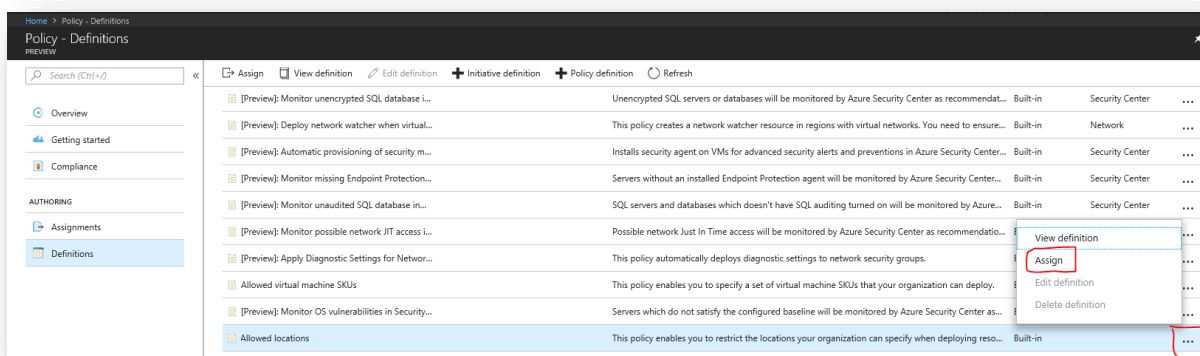 Home > Policy - Definitions
Policy - Definitions
PREVIEW
Search (Ctrl+/)
Overview
Getting started
Compliance
AUTHORING
Assignments
Definitions
Assign View definition Edit definition Initiative definition Policy definition Refresh
[Preview]: Monitor unencrypted SQL database i... Unencrypted SQL servers or databases will be monitored by Azure Security Center as recommendat... Built-in Security Center ...
[Preview]: Deploy network watcher when virtual... This policy creates a network watcher resource in regions with virtual networks. You need to ensure... Built-in Network ...
[Preview]: Automatic provisioning of security m... Installs security agent on VMs for advanced security alerts and preventions in Azure Security Center... Built-in Security Center ...
[Preview]: Monitor missing Endpoint Protection... Servers without an installed Endpoint Protection agent will be monitored by Azure Security Center... Built-in Security Center ...
[Preview]: Monitor unaudited SQL database in... SQL servers and databases which doesn't have SQL auditing turned on will be monitored by Azure... Built-in Security Center ...
[Preview]: Monitor possible network JIT access i... Possible network Just In Time access will be monitored by Azure Security Center as recommendatio... ...
[Preview]: Apply Diagnostic Settings for Networ... This policy automatically deploys diagnostic settings to network security groups. ...
Allowed virtual machine SKUs This policy enables you to specify a set of virtual machine SKUs that your organization can deploy. ...
[Preview]: Monitor OS vulnerabilities in Security... Servers which do not satisfy the configured baseline will be monitored by Azure Security Center as... ...
Allowed locations This policy enables you to restrict the locations your organization can specify when deploying reso... Built-in ...
View definition
Assign
Edit definition
Delete definition